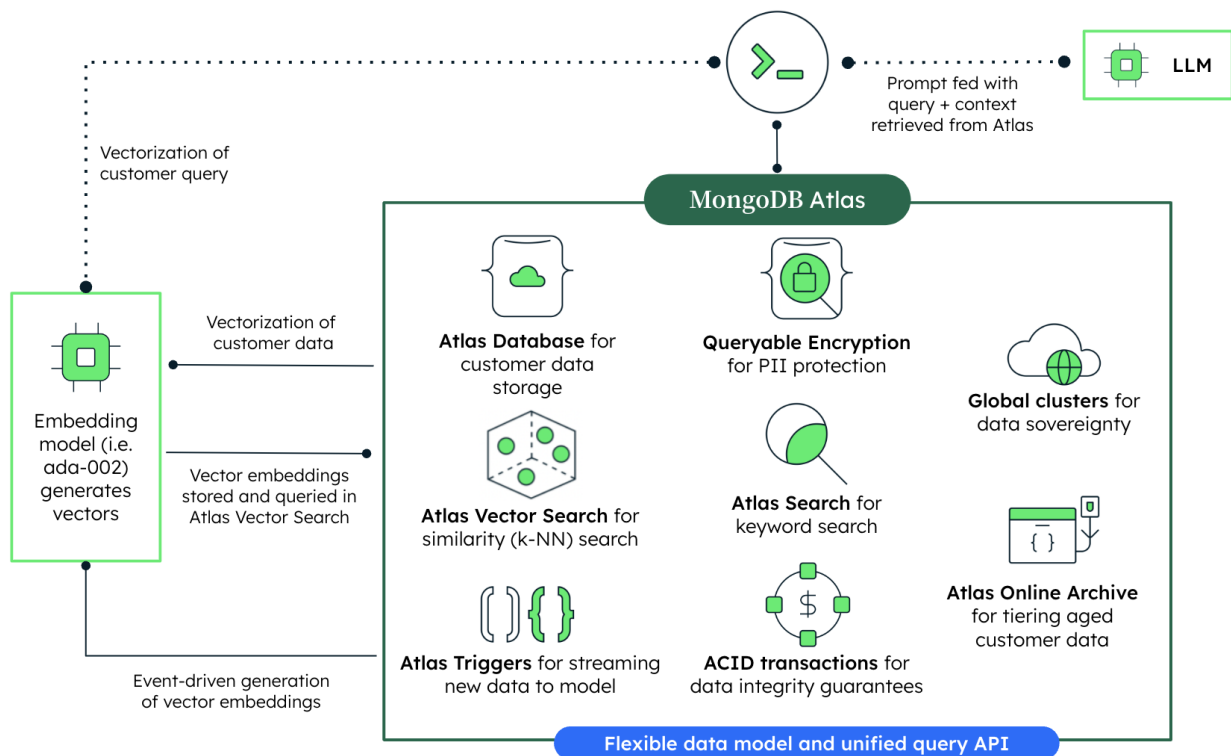 LLM
Prompt fed with
query + context
retrieved from Atlas
Vectorization of
customer query
MongoDB Atlas
Vectorization of
customer data
Embedding
model (i.e.
ada-002)
generates
vectors
Vector embeddings
stored and queried in
Atlas Vector Search
Event-driven generation
of vector embeddings
Atlas Database for
customer data
storage
Queryable Encryption
for PII protection
Global clusters for
data sovereignty
Atlas Vector Search for
similarity (k-NN) search
Atlas Search for
keyword search
Atlas Online Archive
for tiering aged
customer data
Atlas Triggers for streaming
new data to model
$
ACID transactions for
data integrity guarantees
Flexible data model and unified query API